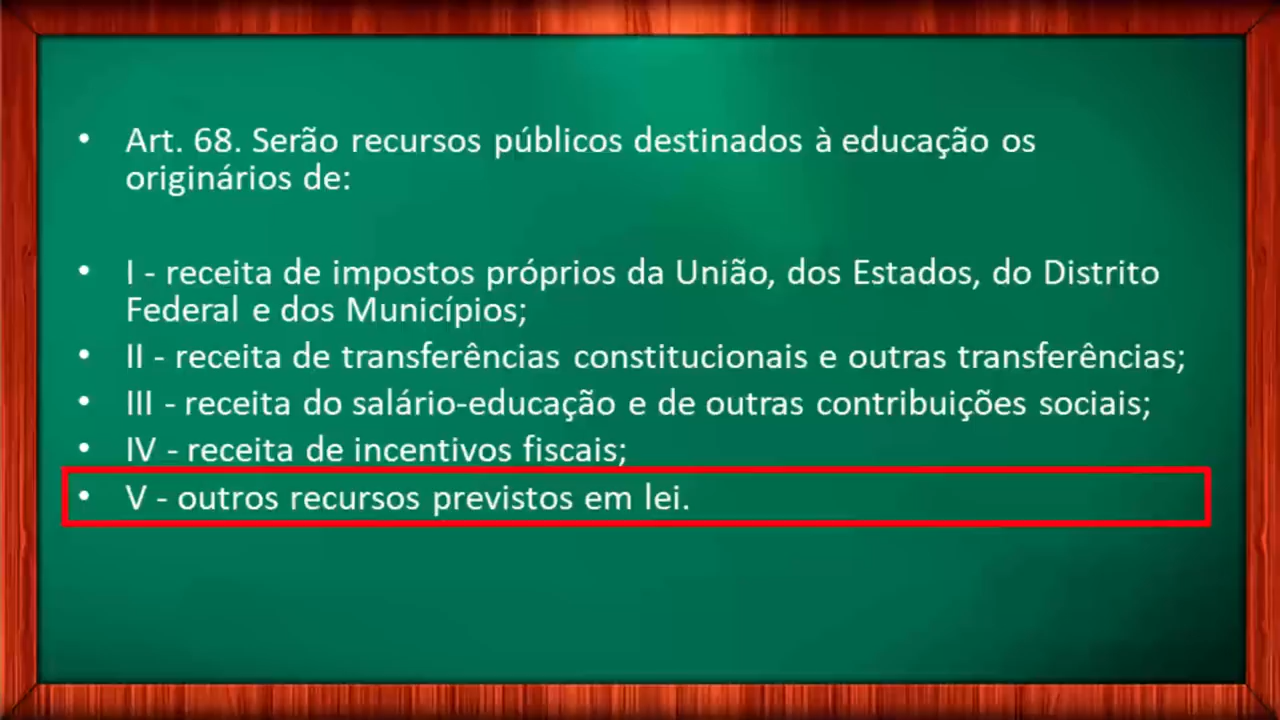 • Art. 68. Serão recursos públicos destinados à educação os
originários de:
• I - receita de impostos próprios da União, dos Estados, do Distrito
Federal e dos Municípios;
• II - receita de transferências constitucionais e outras transferências;
• III - receita do salário-educação e de outras contribuições sociais;
• IV - receita de incentivos fiscais;
• V - outros recursos previstos em lei.